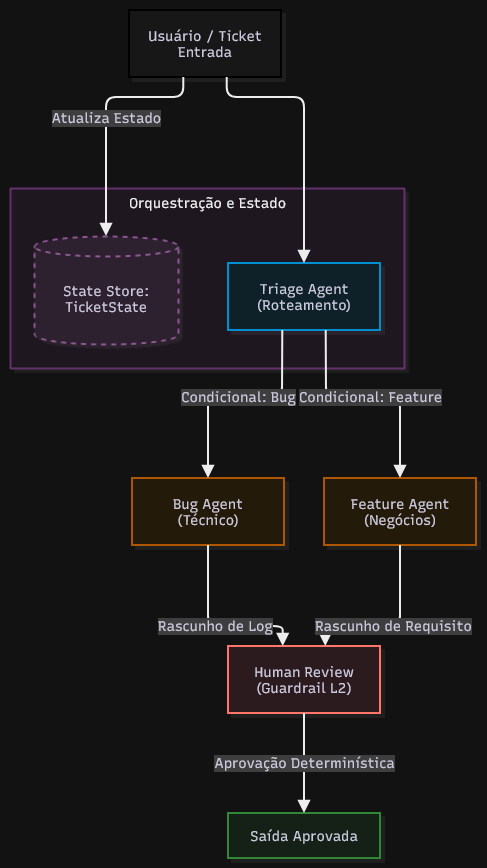 Usuário / Ticket
Entrada
Atualiza Estado
Orquestração e Estado
State Store:
TicketState
Triage Agent
(Roteamento)
Condicional: Bug
Condicional: Feature
Bug Agent
(Técnico)
Feature Agent
(Negócios)
Rascunho de Log
Rascunho de Requisito
Human Review
(Guardrail L2)
Aprovação Determinística
Saída Aprovada